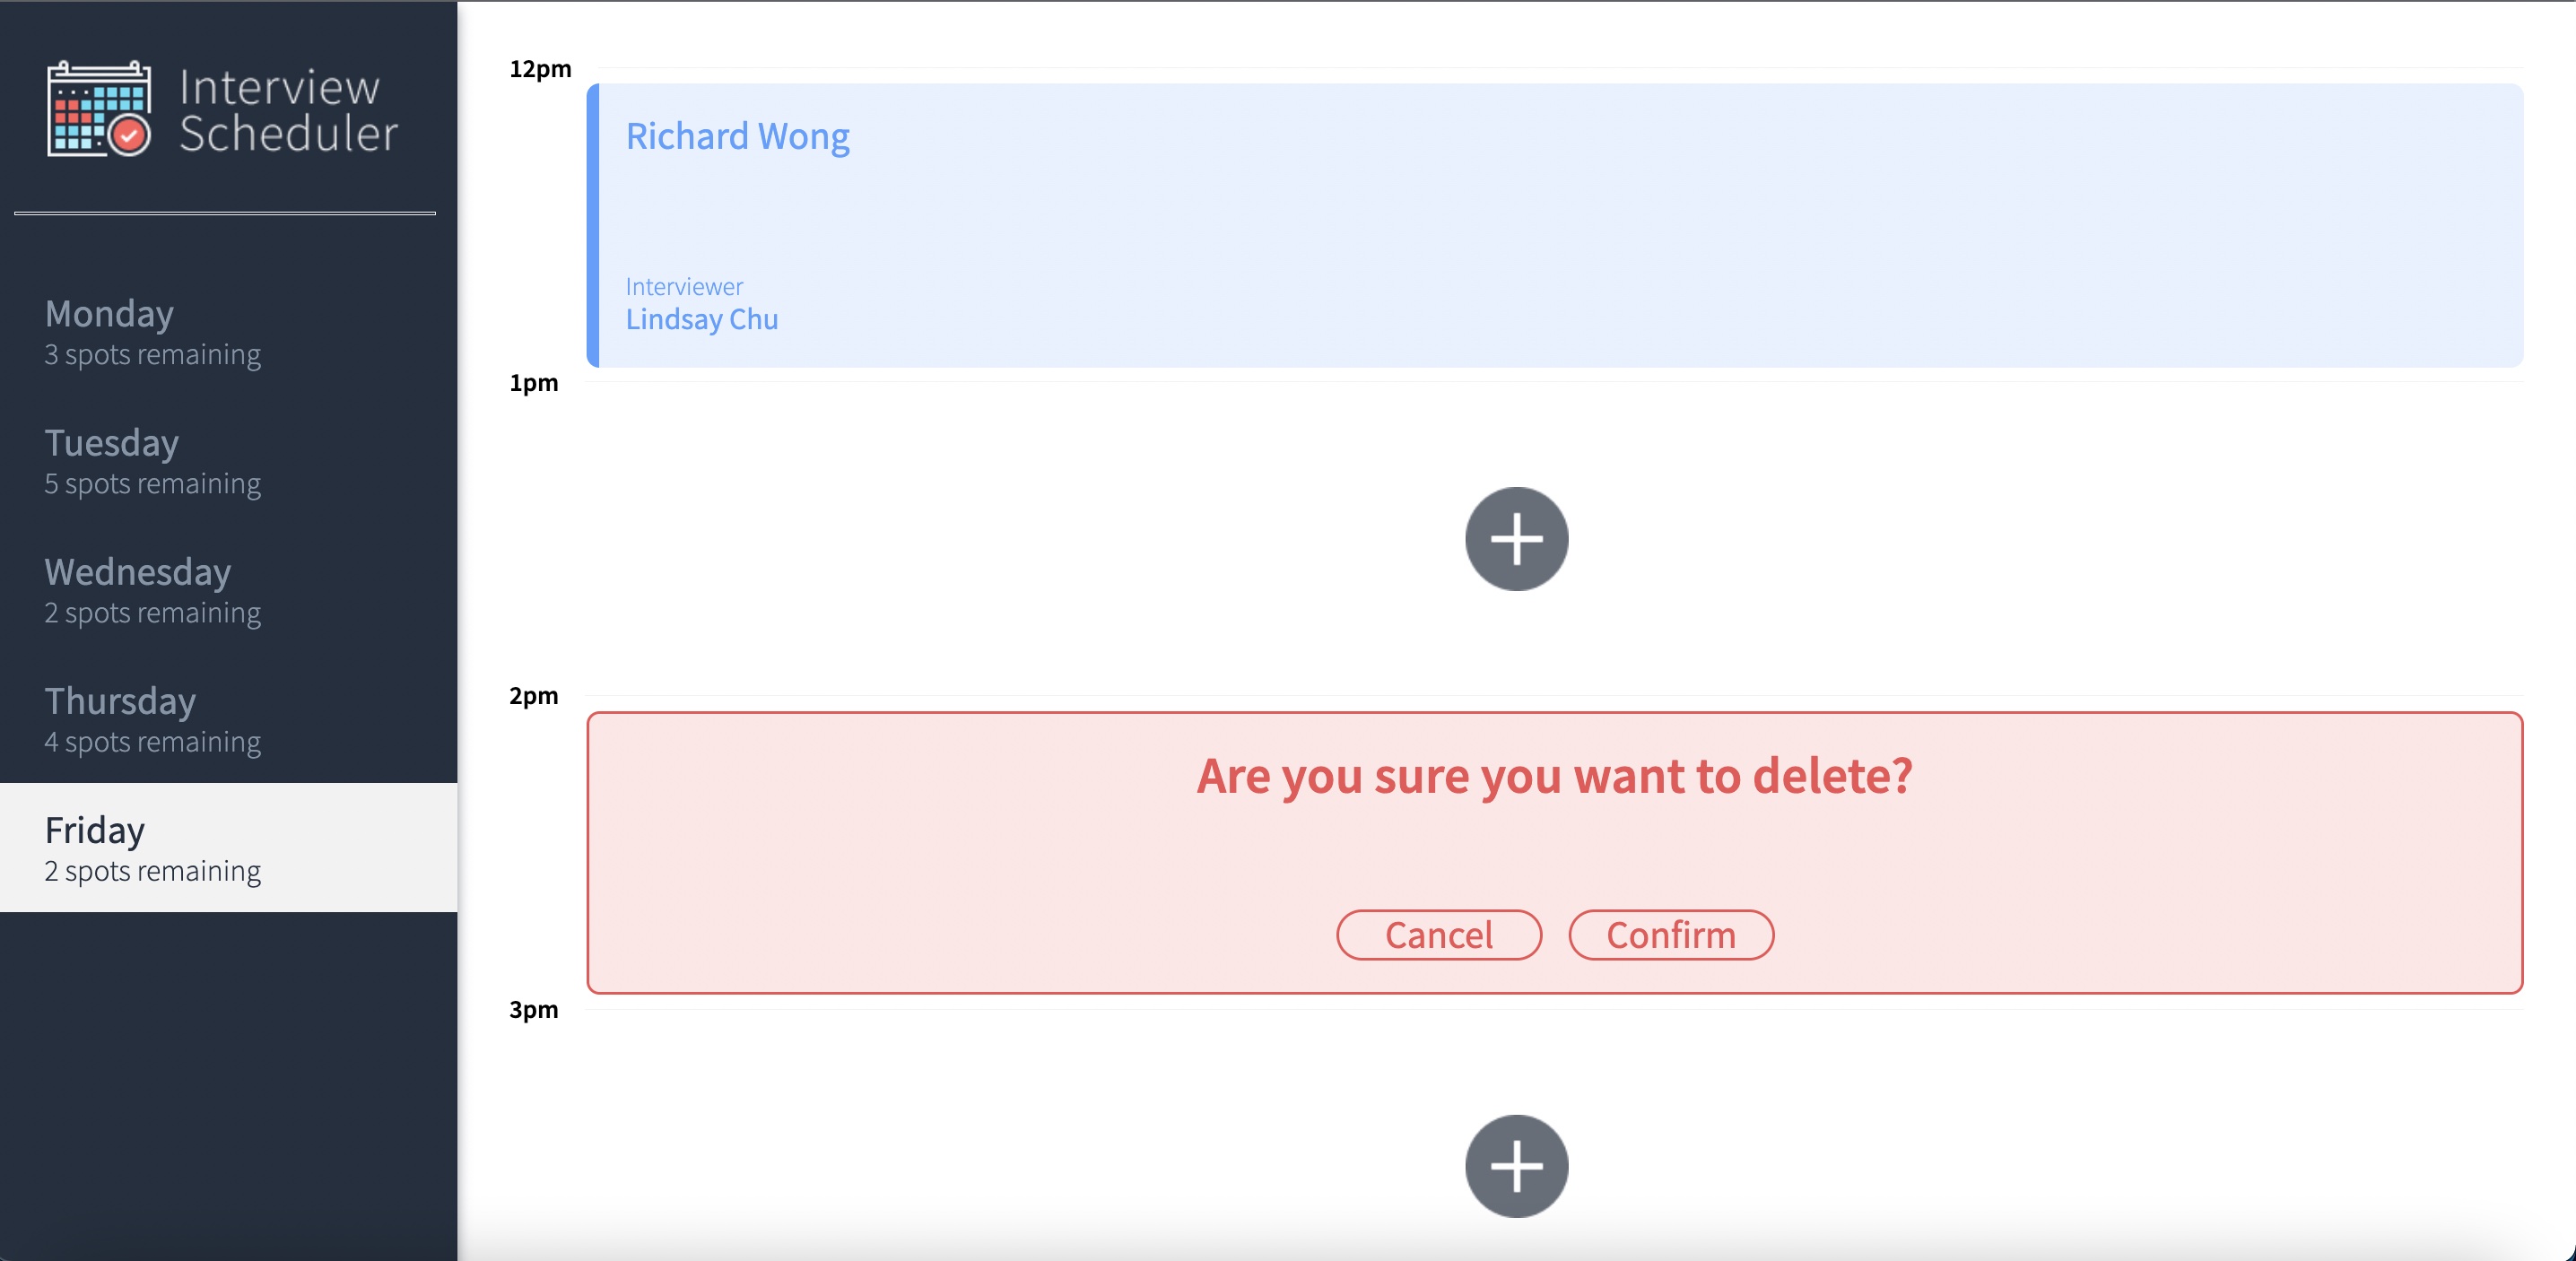 Interview
Scheduler
Monday
3 spots remaining
Tuesday
5 spots remaining
Wednesday
2 spots remaining
Thursday
4 spots remaining
Friday
2 spots remaining
12pm
Richard Wong
Interviewer
Lindsay Chu
1pm
2pm
Are you sure you want to delete?
Cancel Confirm
3pm